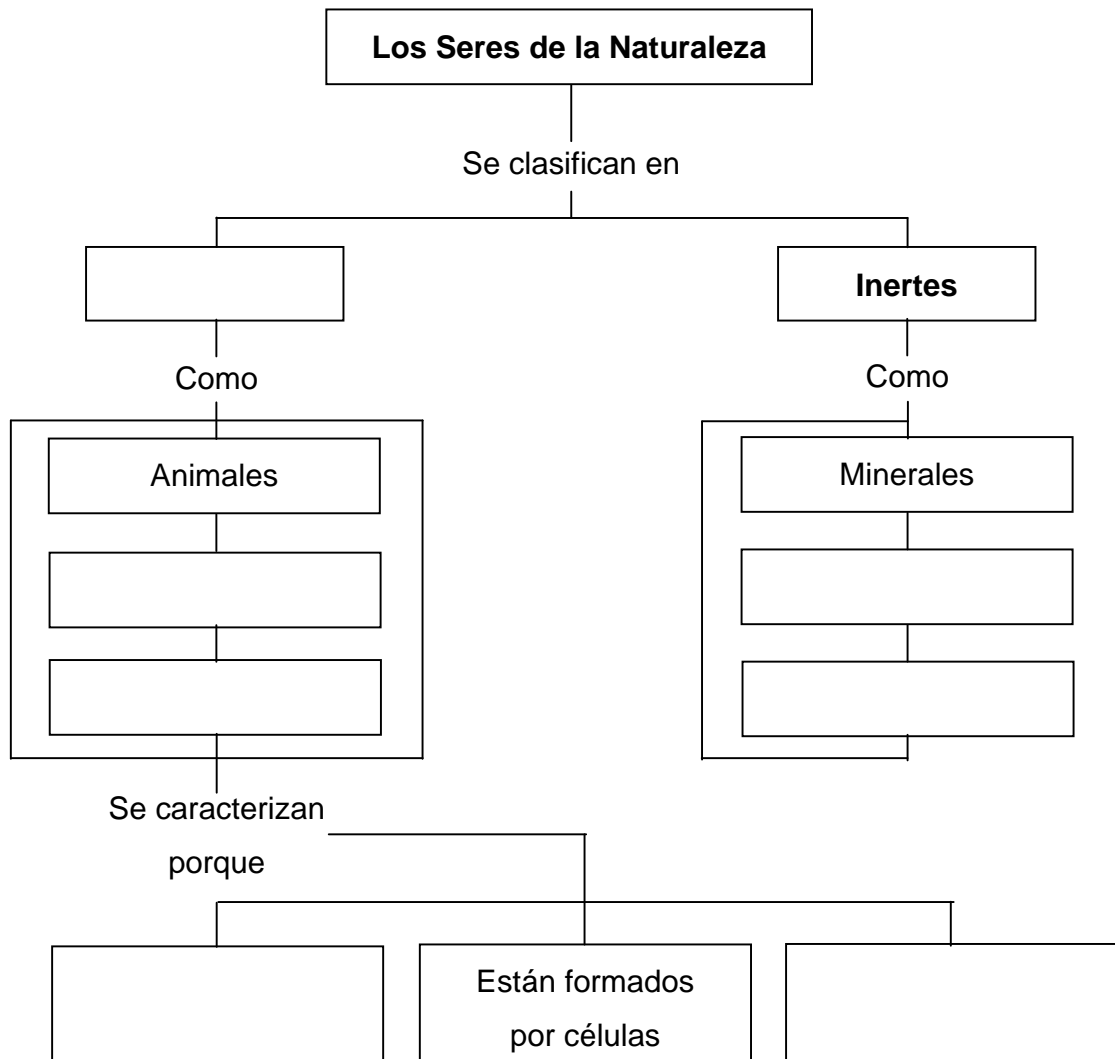 Los Seres de la Naturaleza
Se clasifican en
Inertes
Como
Como
Animales
Minerales
Se caracterizan
porque
Están formados
por células